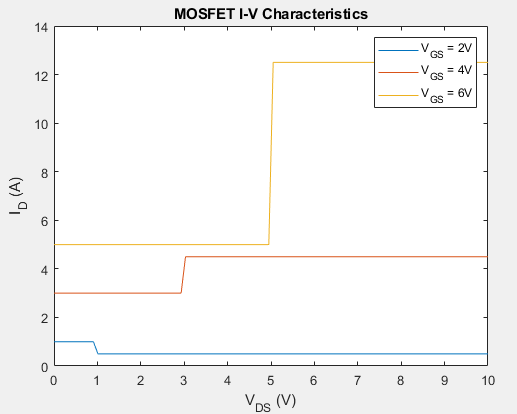 MOSFET I-V Characteristics
14
12
10
8
6
4
2
0
I_D (A)
V_GS = 2V
V_GS = 4V
V_GS = 6V
0 1 2 3 4 5 6 7 8 9 10
V_DS (V)